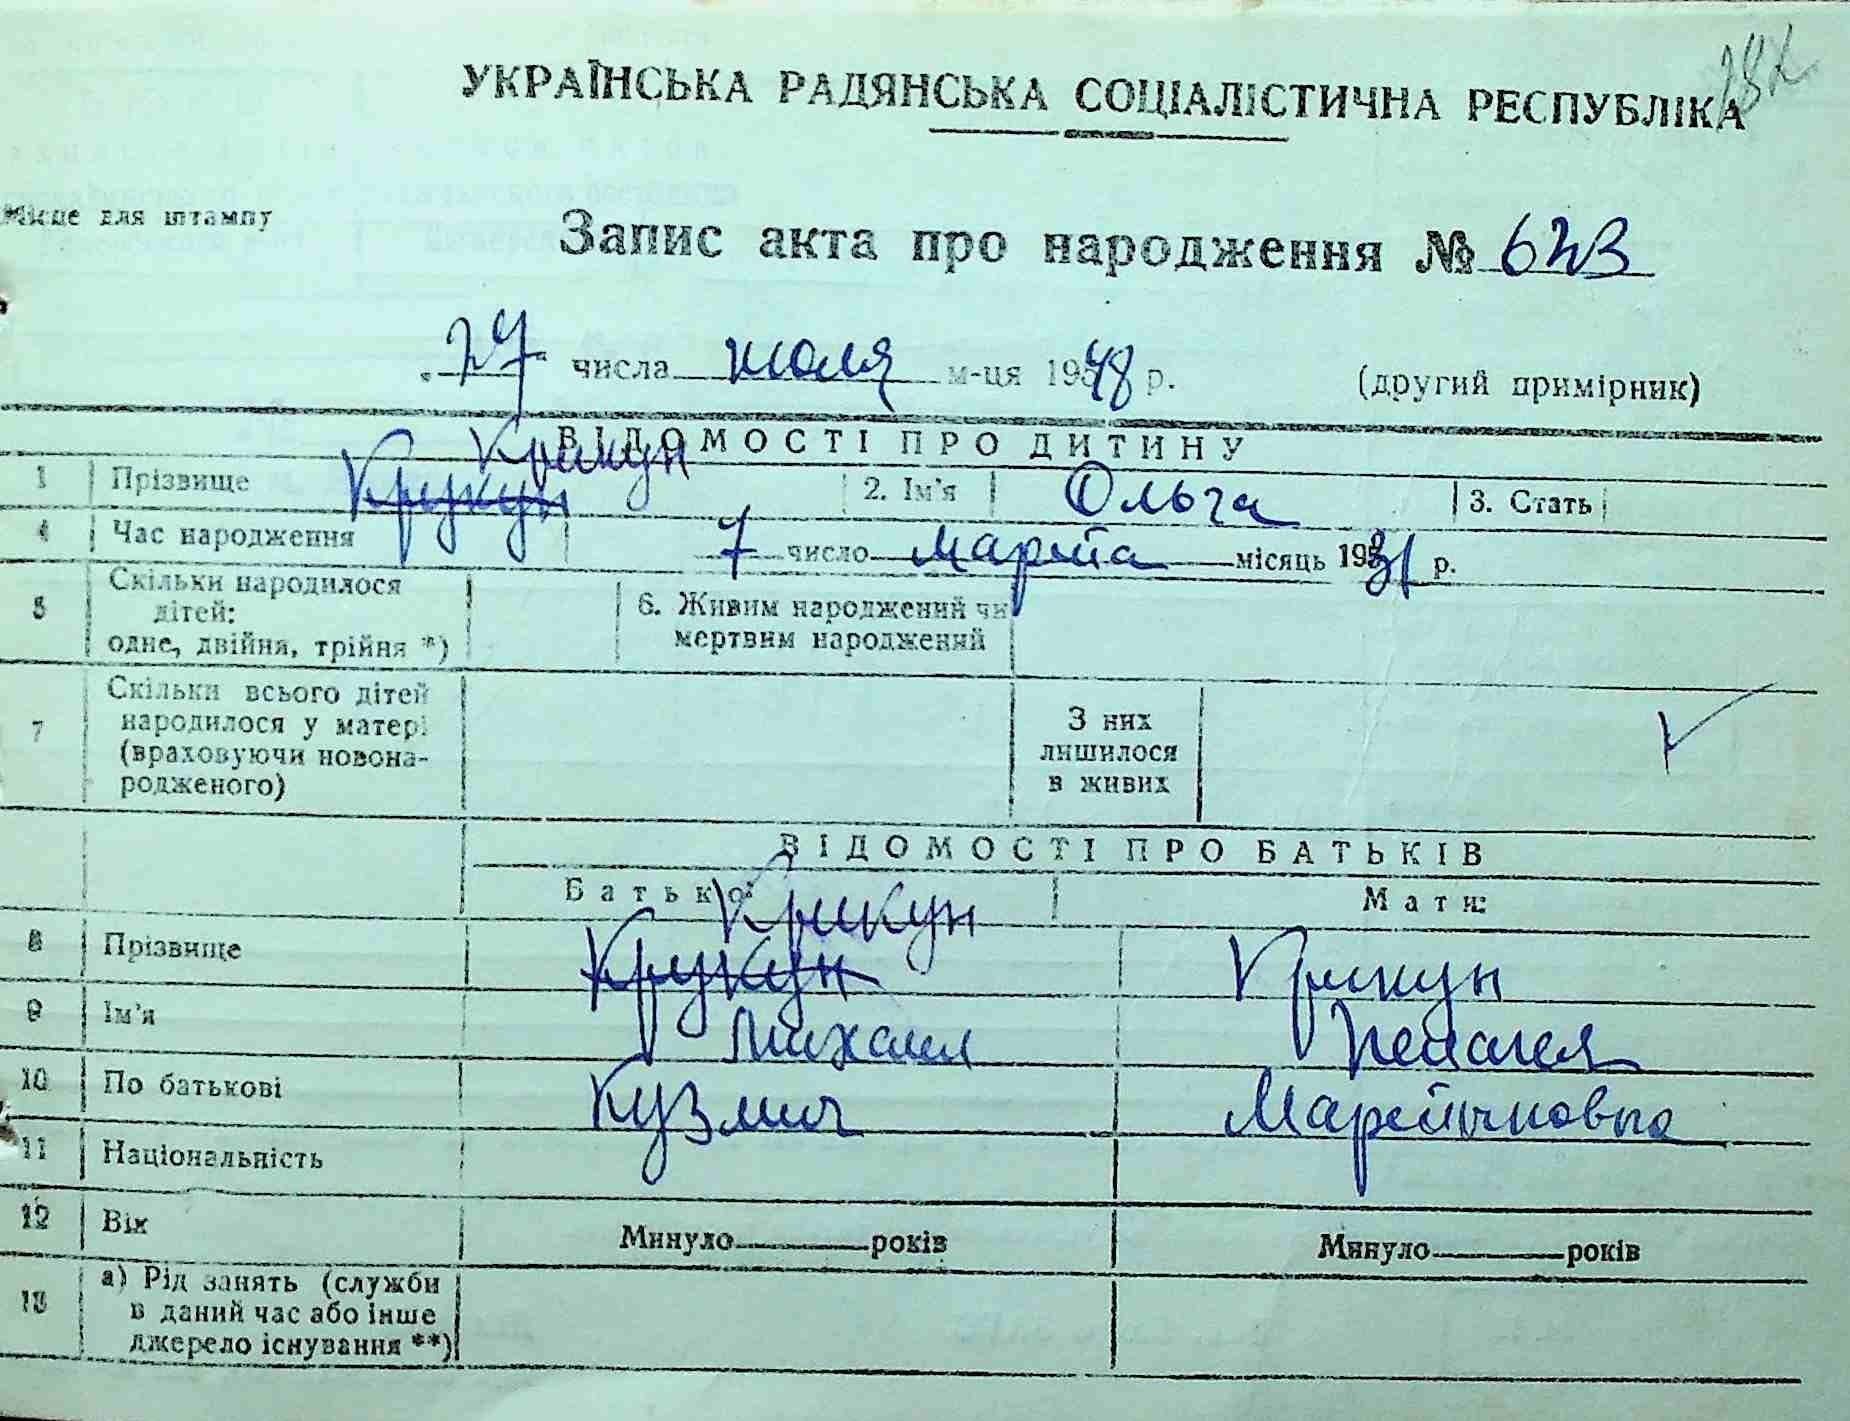 УКРАЇНСЬКА РАДЯНСЬКА СОЦІАЛІСТИЧНА РЕСПУБЛІКА
Місце для штампу
Запис акта про народження № 623
27 числа июля м-ця 1948 р. (другий примірник)
ВІДОМОСТІ ПРО ДИТИНУ
Крикун
1 Прізвище Крукун 2. Ім'я Ольга 3. Стать
4 Час народження 7 число марта місяць 1931 р.
5 Скільки народилося дітей: одне, двійня, трійня *) 6. Живим народжений чи мертвим народжений
7 Скільки всього дітей народилося у матері (враховуючи новонародженого) З них лишилося в живих
ВІДОМОСТІ ПРО БАТЬКІВ
Батько: Мати:
Крикун
8 Прізвище Крукун Крикун
9 Ім'я Михаил Пелагея
10 По батькові Кузмич Мартыновна
11 Національність
12 Вік Минуло років Минуло років
13 а) Рід занять (служби в даний час або інше джерело існування **)